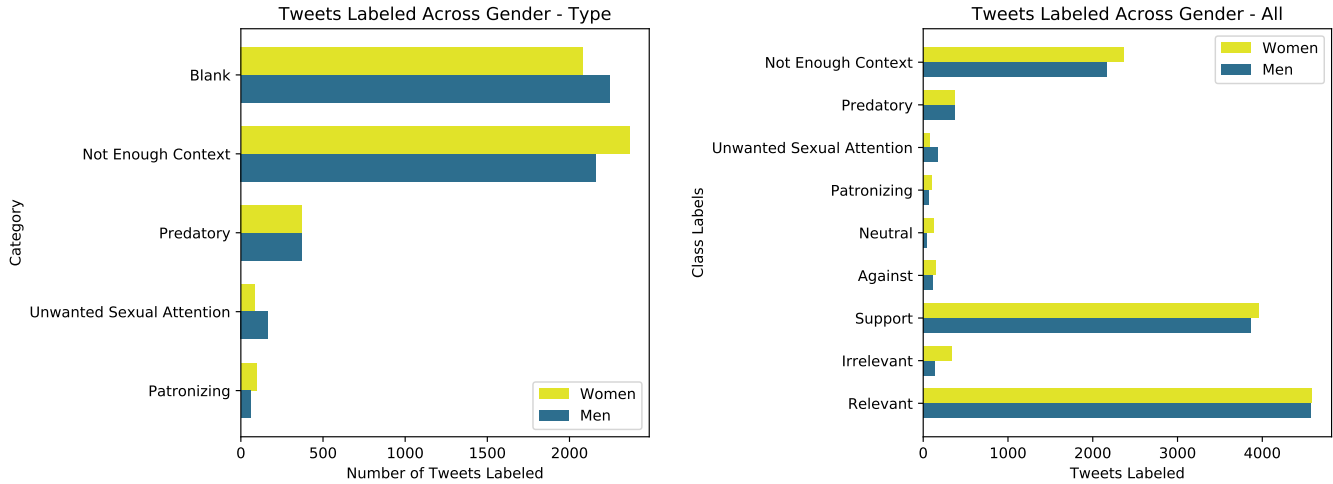 Tweets Labeled Across Gender - Type
Category
Blank
Not Enough Context
Predatory
Unwanted Sexual Attention
Patronizing
Women
Men
0 500 1000 1500 2000
Number of Tweets Labeled
Tweets Labeled Across Gender - All
Class Labels
Women
Men
Not Enough Context
Predatory
Unwanted Sexual Attention
Patronizing
Neutral
Against
Support
Irrelevant
Relevant
0 1000 2000 3000 4000
Tweets Labeled